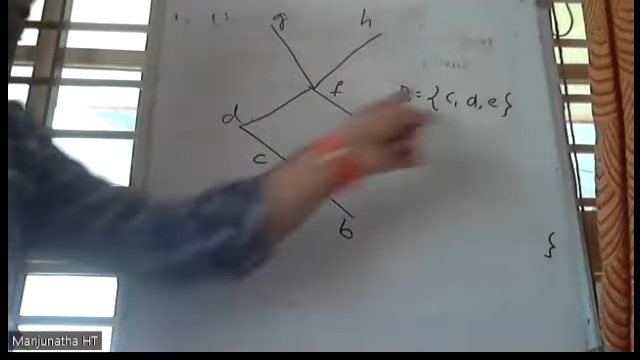 g h
f
= {c, d, e}
d
c
b
}
Manjunatha HT